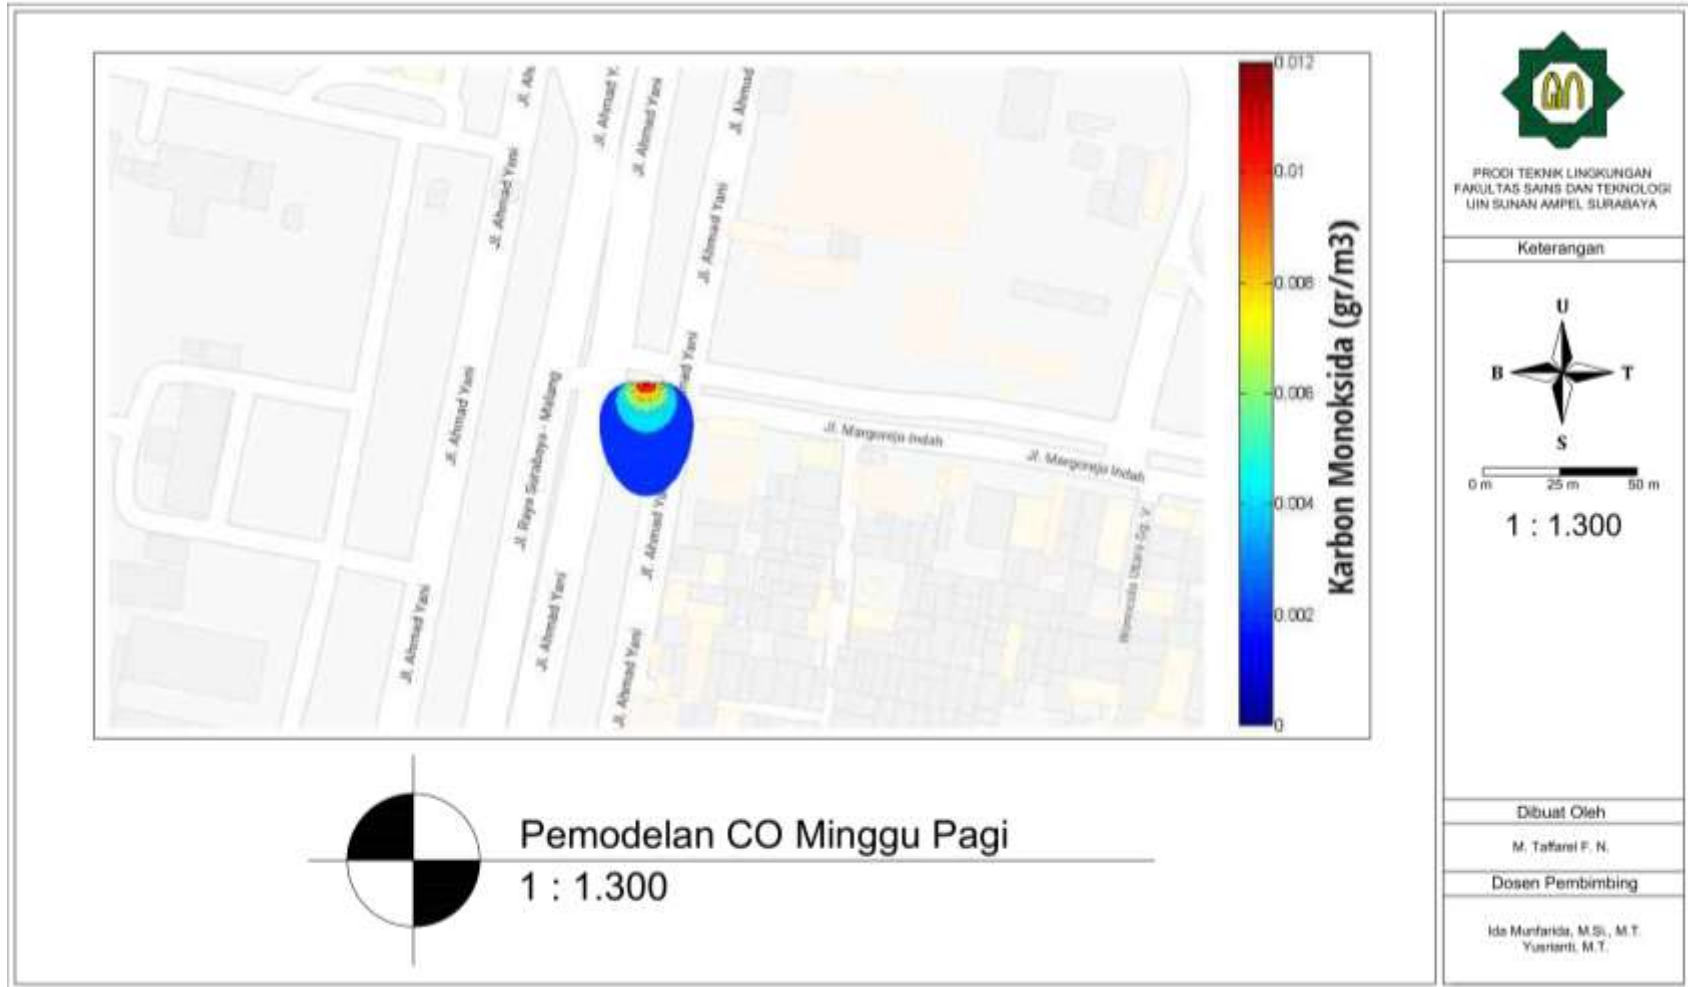 Jl. Ahmad Y.
Jl. Ahmad Yani
Jl. Ahmad
Jl. Ahmad Yani
Jl. Ahmad Yani
Jl. Ahmad Yani
Jl. Raya Surabaya - Malang
Jl. Ahmad Yani
Jl. Ahmad Yani
Jl. Ahmad Yani
Jl. Ahmad Yani
Jl. Ahmad Yani
Jl. Margorejo Indah
Jl. Margorejo Indah
0.012
0.01
0.008
0.006
0.004
0.002
0
Karbon Monoksida (gr/m3)
Pemodelan CO Minggu Pagi
1 : 1.300
PRODI TEKNIK LINGKUNGAN
FAKULTAS SAINS DAN TEKNOLOGI
UIN SUNAN AMPEL SURABAYA
Keterangan
U
B T
S
0 m 25 m 50 m
1 : 1.300
Dibuat Oleh
M. Taffarel F. N.
Dosen Pembimbing
Ida Munfarida, M.Si., M.T.
Yusrianti, M.T.